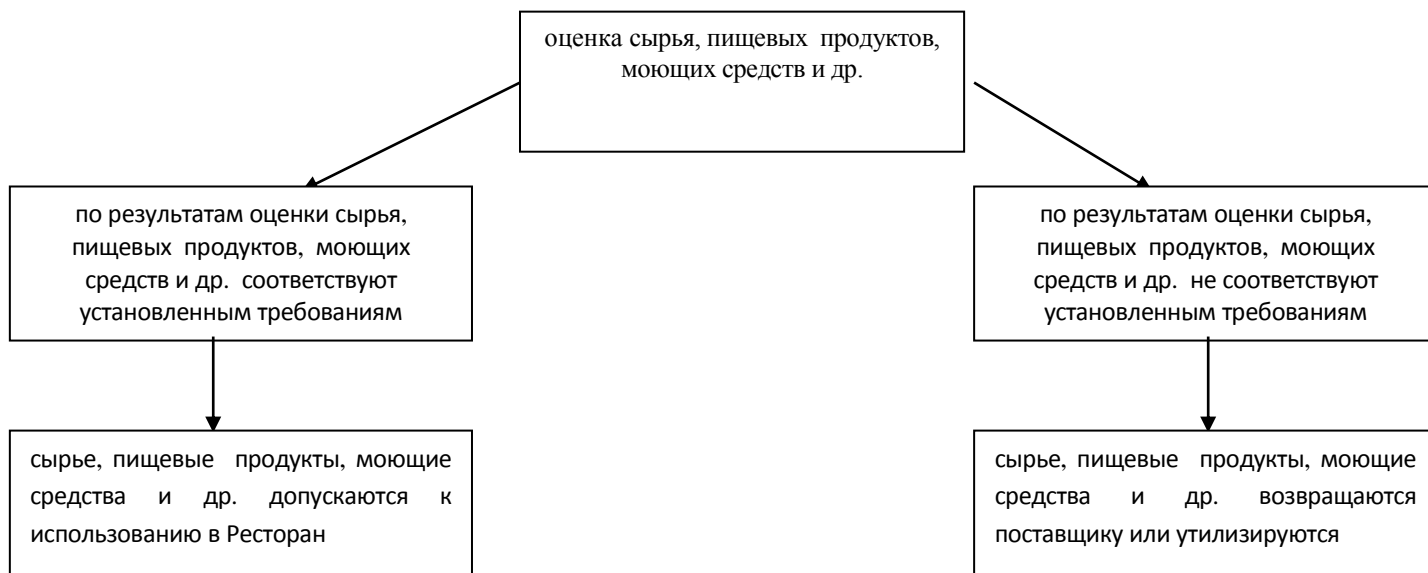 оценка сырья, пищевых продуктов,
моющих средств и др.
по результатам оценки сырья,
пищевых продуктов, моющих
средств и др. соответствуют
установленным требованиям
по результатам оценки сырья,
пищевых продуктов, моющих
средств и др. не соответствуют
установленным требованиям
сырье, пищевые продукты, моющие
средства и др. допускаются к
использованию в Ресторан
сырье, пищевые продукты, моющие
средства и др. возвращаются
поставщику или утилизируются